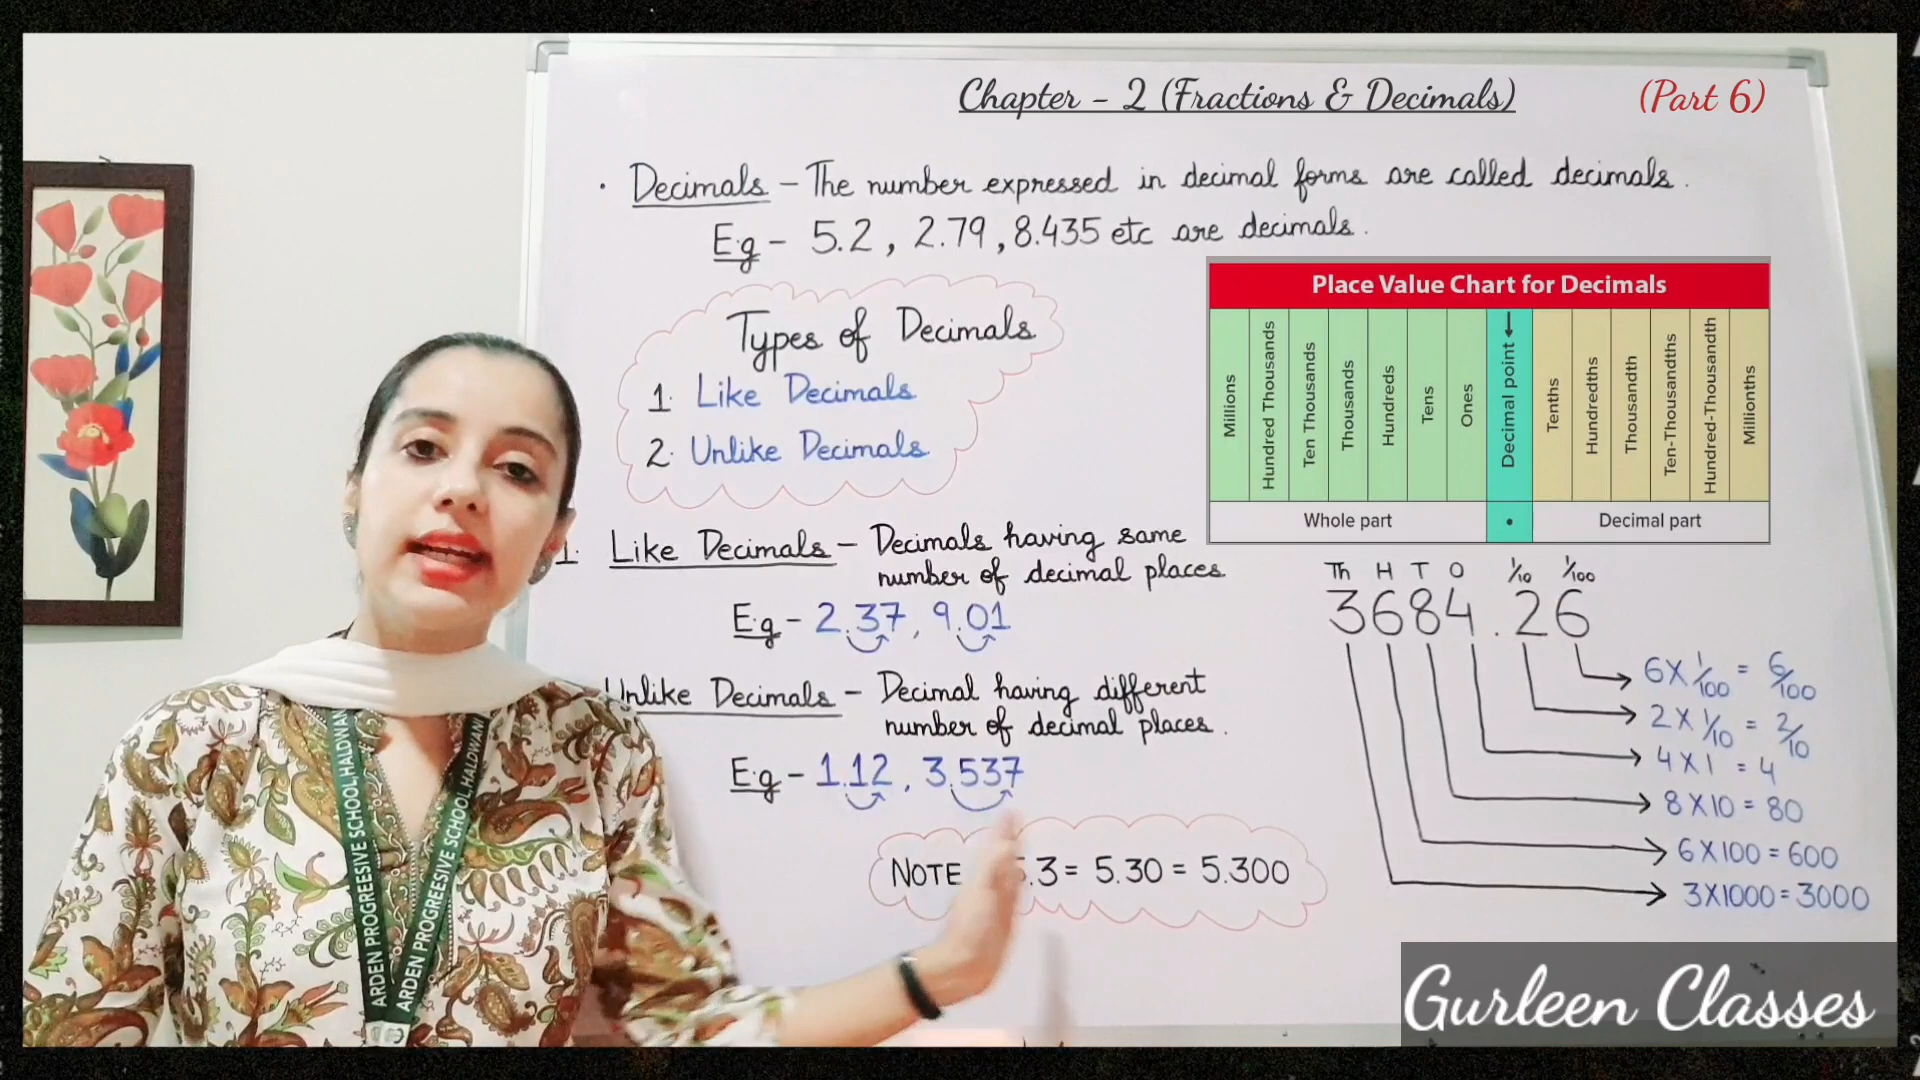 Chapter - 2 (Fractions & Decimals)
(Part 6)
· Decimals - The number expressed in decimal forms are called decimals.
E.g - 5.2, 2.79, 8.435 etc are decimals.
Types of Decimals
1. Like Decimals
2. Unlike Decimals
Place Value Chart for Decimals
Millions
Hundred Thousands
Ten Thousands
Thousands
Hundreds
Tens
Ones
Decimal point
Tenths
Hundredths
Thousandth
Ten-Thousandths
Hundred-Thousandth
Millionths
Whole part
•
Decimal part
1. Like Decimals - Decimals having same
number of decimal places
E.g - 2.37, 9.01
Unlike Decimals - Decimal having different
number of decimal places.
E.g - 1.12, 3.537
NOTE .3 = 5.30 = 5.300
Th H T O 1/10 1/100
3684.26
6 X 1/100 = 6/100
2 X 1/10 = 2/10
4 X 1 = 4
8 X 10 = 80
6 X 100 = 600
3 X 1000 = 3000
ARDEN PROGREESIVE SCHOOL, HALDWAN
ARDEN PROGREESIVE SCHOOL, HALDWANI
Gurleen Classes